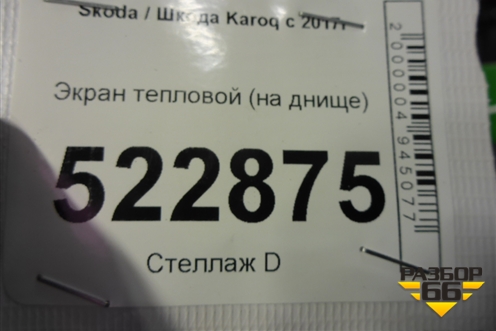 Skoda / Шкода Karoq с 2017г
Экран тепловой (на днище)
522875
Стеллаж D
2000004945077
РАЗБОР
66